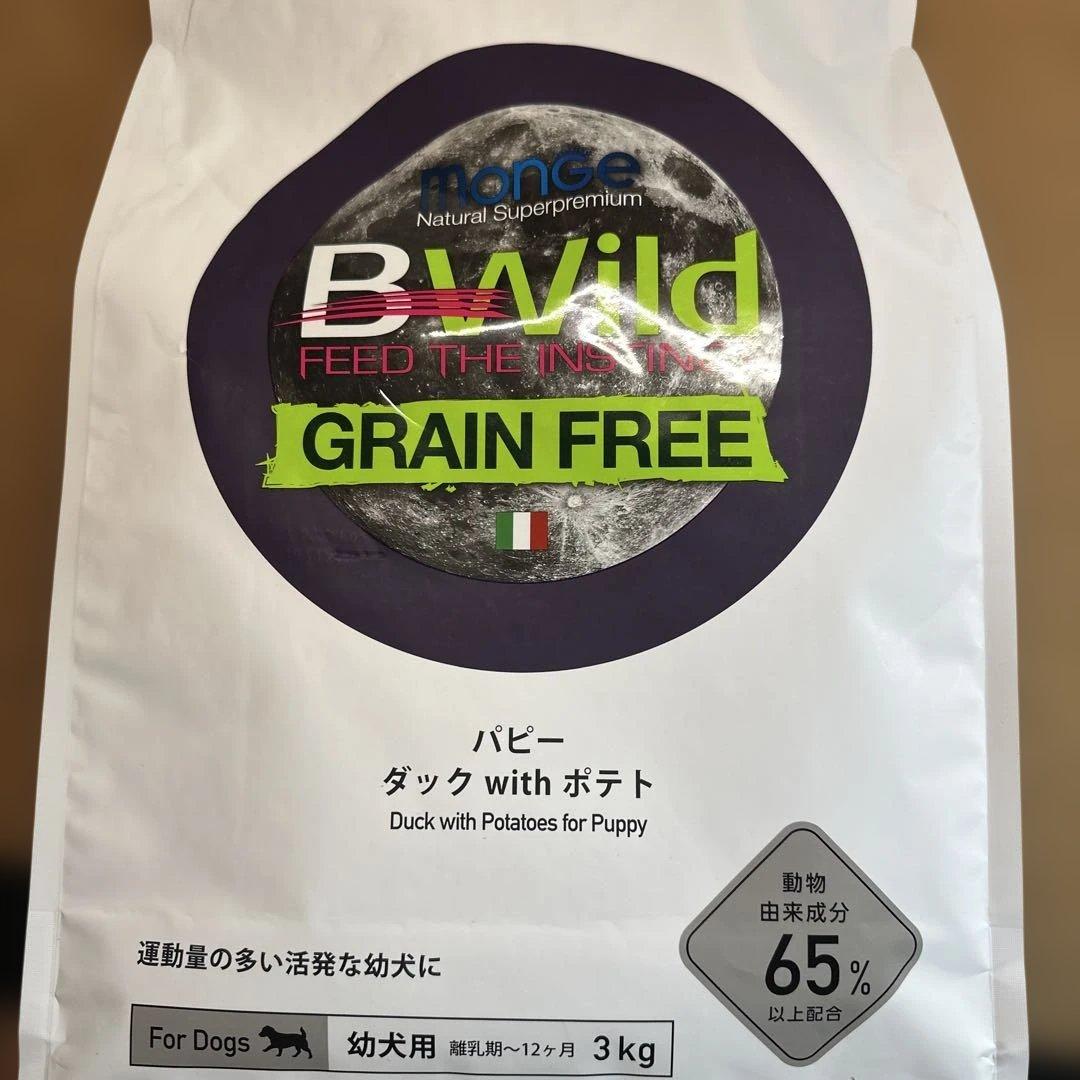 monge
Natural Superpremium
BWild
FEED THE INSTINCT
GRAIN FREE
パピー
ダック with ポテト
Duck with Potatoes for Puppy
動物
由来成分
65%
以上配合
運動量の多い活発な幼犬に
For Dogs 幼犬用 離乳期～12ヶ月 3kg